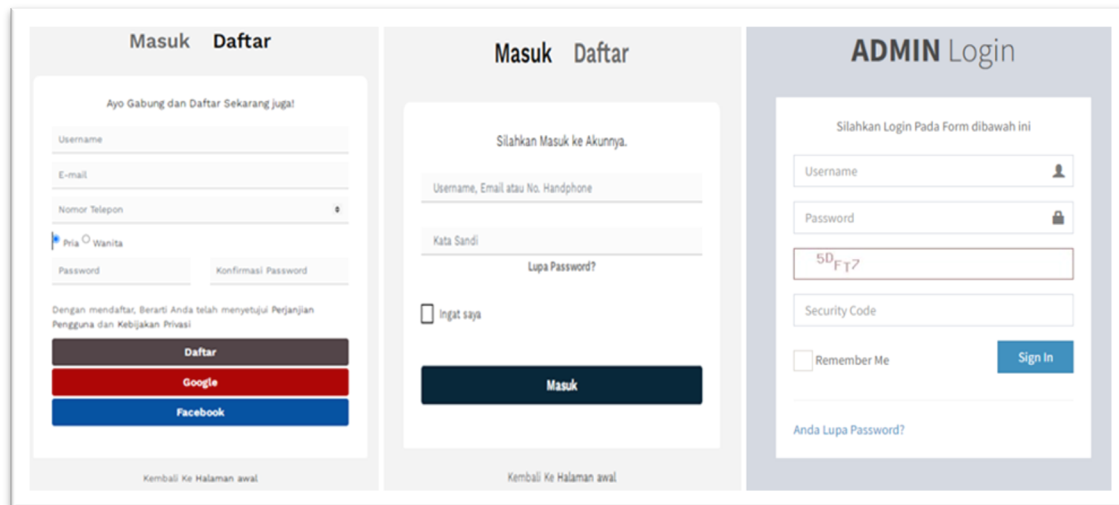 Masuk Daftar
Ayo Gabung dan Daftar Sekarang juga!
Username
E-mail
Nomor Telepon
Pria Wanita
Password Konfirmasi Password
Dengan mendaftar, Berarti Anda telah menyetujui Perjanjian
Pengguna dan Kebijakan Privasi
Daftar
Google
Facebook
Kembali Ke Halaman awal
Masuk Daftar
Silahkan Masuk ke Akunnya.
Username, Email atau No. Handphone
Kata Sandi
Lupa Password?
Ingat saya
Masuk
Kembali Ke Halaman awal
ADMIN Login
Silahkan Login Pada Form dibawah ini
Username
Password
5DFT7
Security Code
Remember Me Sign In
Anda Lupa Password?